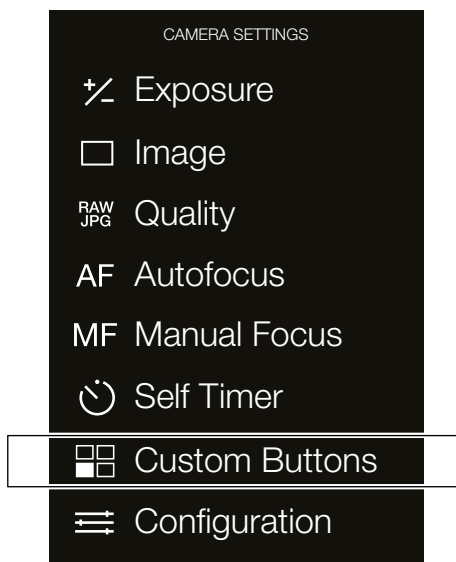 CAMERA SETTINGS
Exposure
Image
RAW
JPG Quality
AF Autofocus
MF Manual Focus
Self Timer
Custom Buttons
Configuration